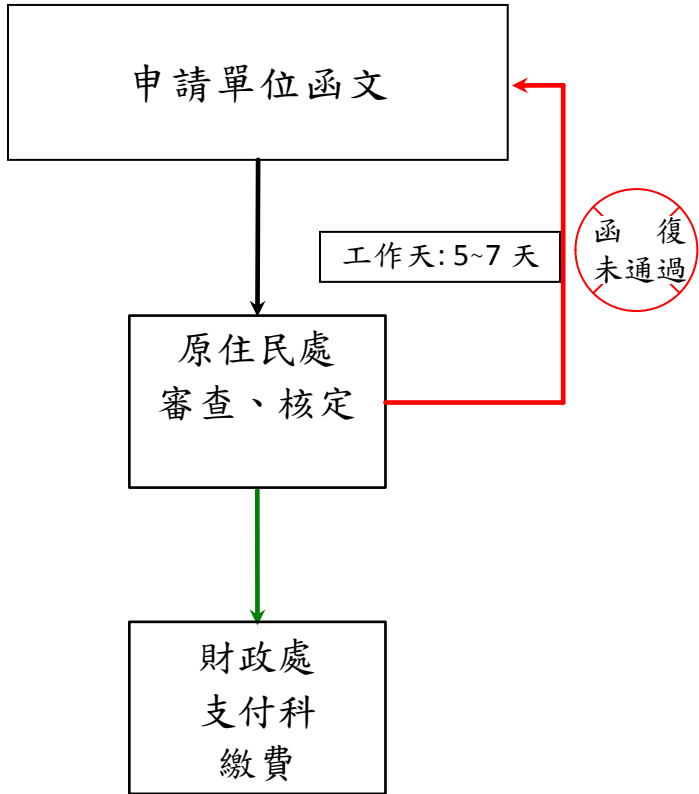 申請單位函文
工作天: 5~7 天
函 復
未通過
原住民處
審查、核定
財政處
支付科
繳費